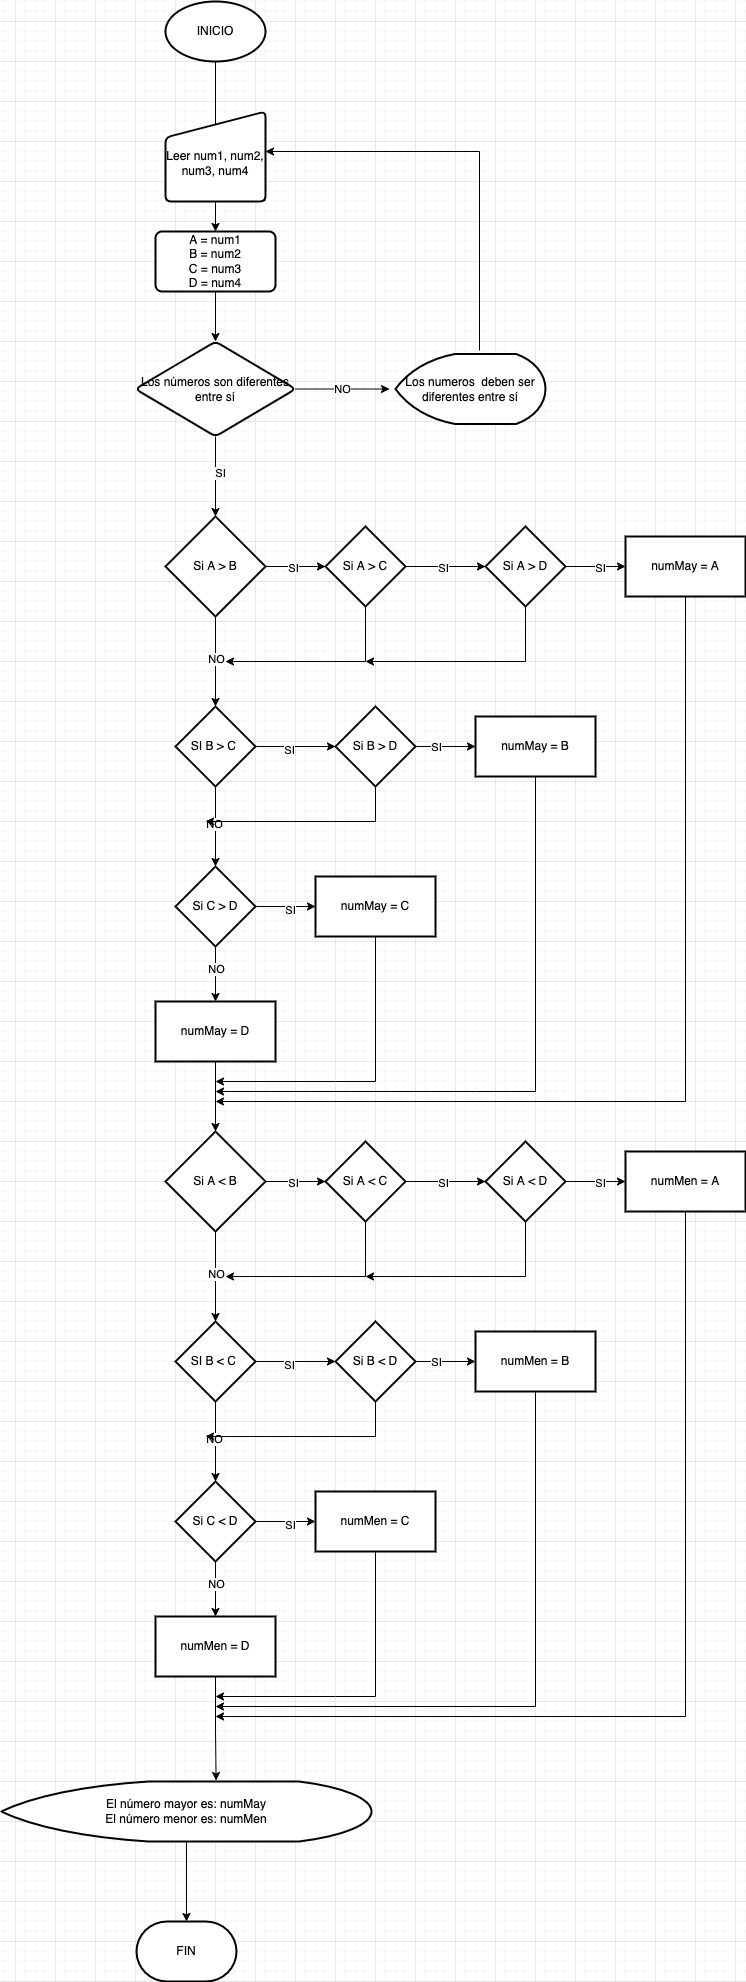 INICIO
Leer num1, num2,
num3, num4
A = num1
B = num2
C = num3
D = num4
Los números son diferentes
entre sí
NO
Los numeros  deben ser
diferentes entre sí
SI
Si A > B
SI
Si A > C
SI
Si A > D
SI
numMay = A
NO
SI B > C
SI
Si B > D
SI
numMay = B
NO
Si C > D
SI
numMay = C
NO
numMay = D
Si A < B
SI
Si A < C
SI
Si A < D
SI
numMen = A
NO
SI B < C
SI
Si B < D
SI
numMen = B
NO
Si C < D
SI
numMen = C
NO
numMen = D
El número mayor es: numMay
El número menor es: numMen
FIN